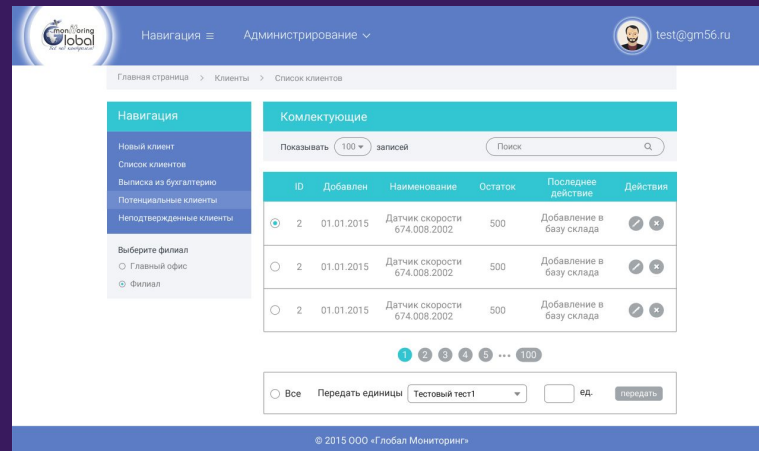 monitoring
Global
Навигация
Администрирование
test@gm56.ru
Главная страница > Клиенты > Список клиентов
Навигация
Новый клиент
Список клиентов
Выписка из бухгалтерию
Потенциальные клиенты
Неподтвержденные клиенты
Выберите филиал
Главный офис
Филиал
Комлектующие
Показывать 100 записей
Поиск
ID Добавлен Наименование Остаток Последнее действие Действия
2 01.01.2015 Датчик скорости 674.008.2002 500 Добавление в базу склада
2 01.01.2015 Датчик скорости 674.008.2002 500 Добавление в базу склада
2 01.01.2015 Датчик скорости 674.008.2002 500 Добавление в базу склада
1 2 3 4 5 ... 100
Все Передать единицы Тестовый тест1 ед. передать
© 2015 ООО «Глобал Мониторинг»